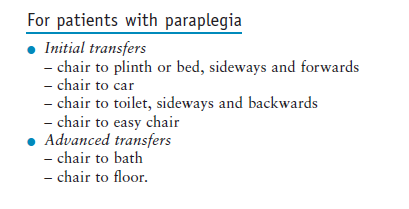 For patients with paraplegia
● Initial transfers
– chair to plinth or bed, sideways and forwards
– chair to car
– chair to toilet, sideways and backwards
– chair to easy chair
● Advanced transfers
– chair to bath
– chair to floor.